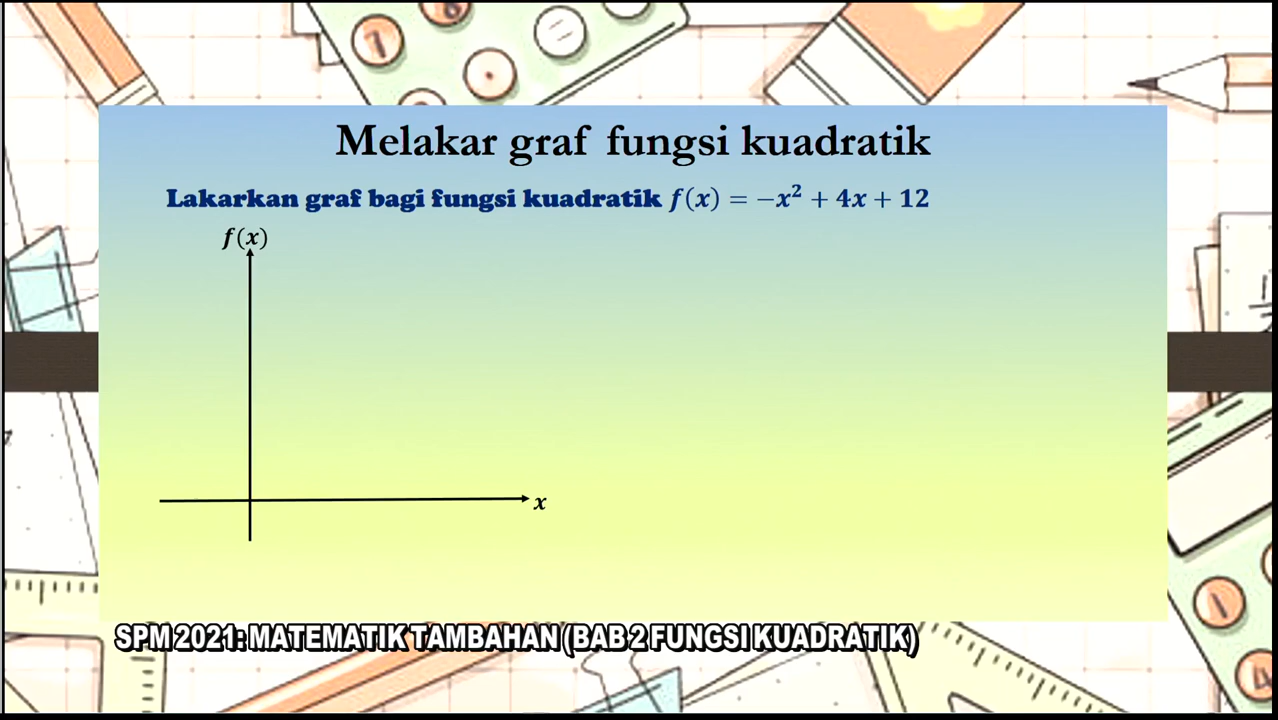 Melakar graf fungsi kuadratik
Lakarkan graf bagi fungsi kuadratik f(x) = −x² + 4x + 12
f(x)
x
SPM 2021: MATEMATIK TAMBAHAN (BAB 2 FUNGSI KUADRATIK)